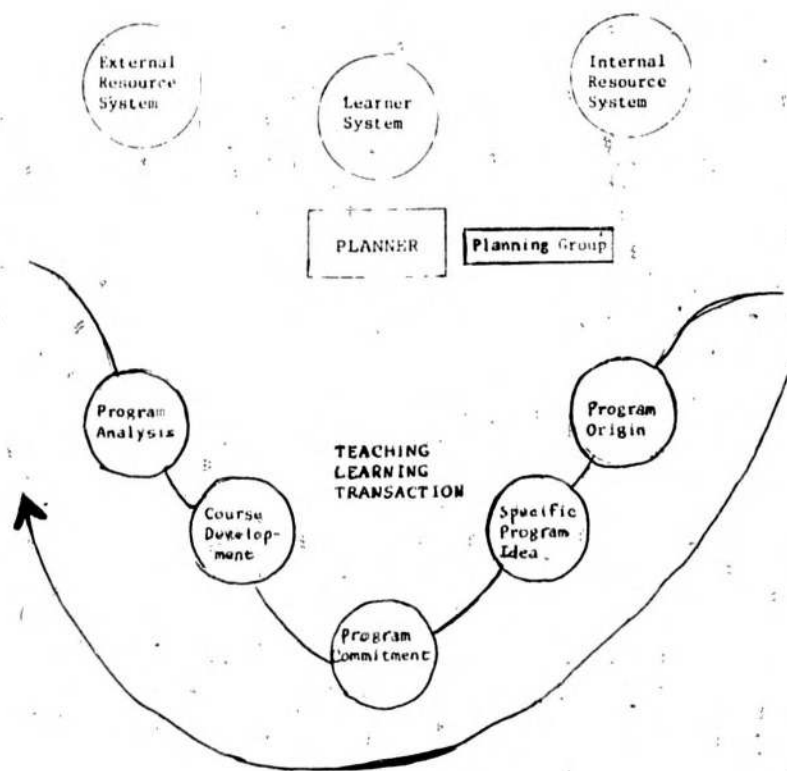 External
Resource
System
Learner
System
Internal
Resource
System
PLANNER
Planning Group
Program
Analysis
Course
Develop-
ment
Program
Commitment
Specific
Program
Idea
Program
Origin
TEACHING
LEARNING
TRANSACTION